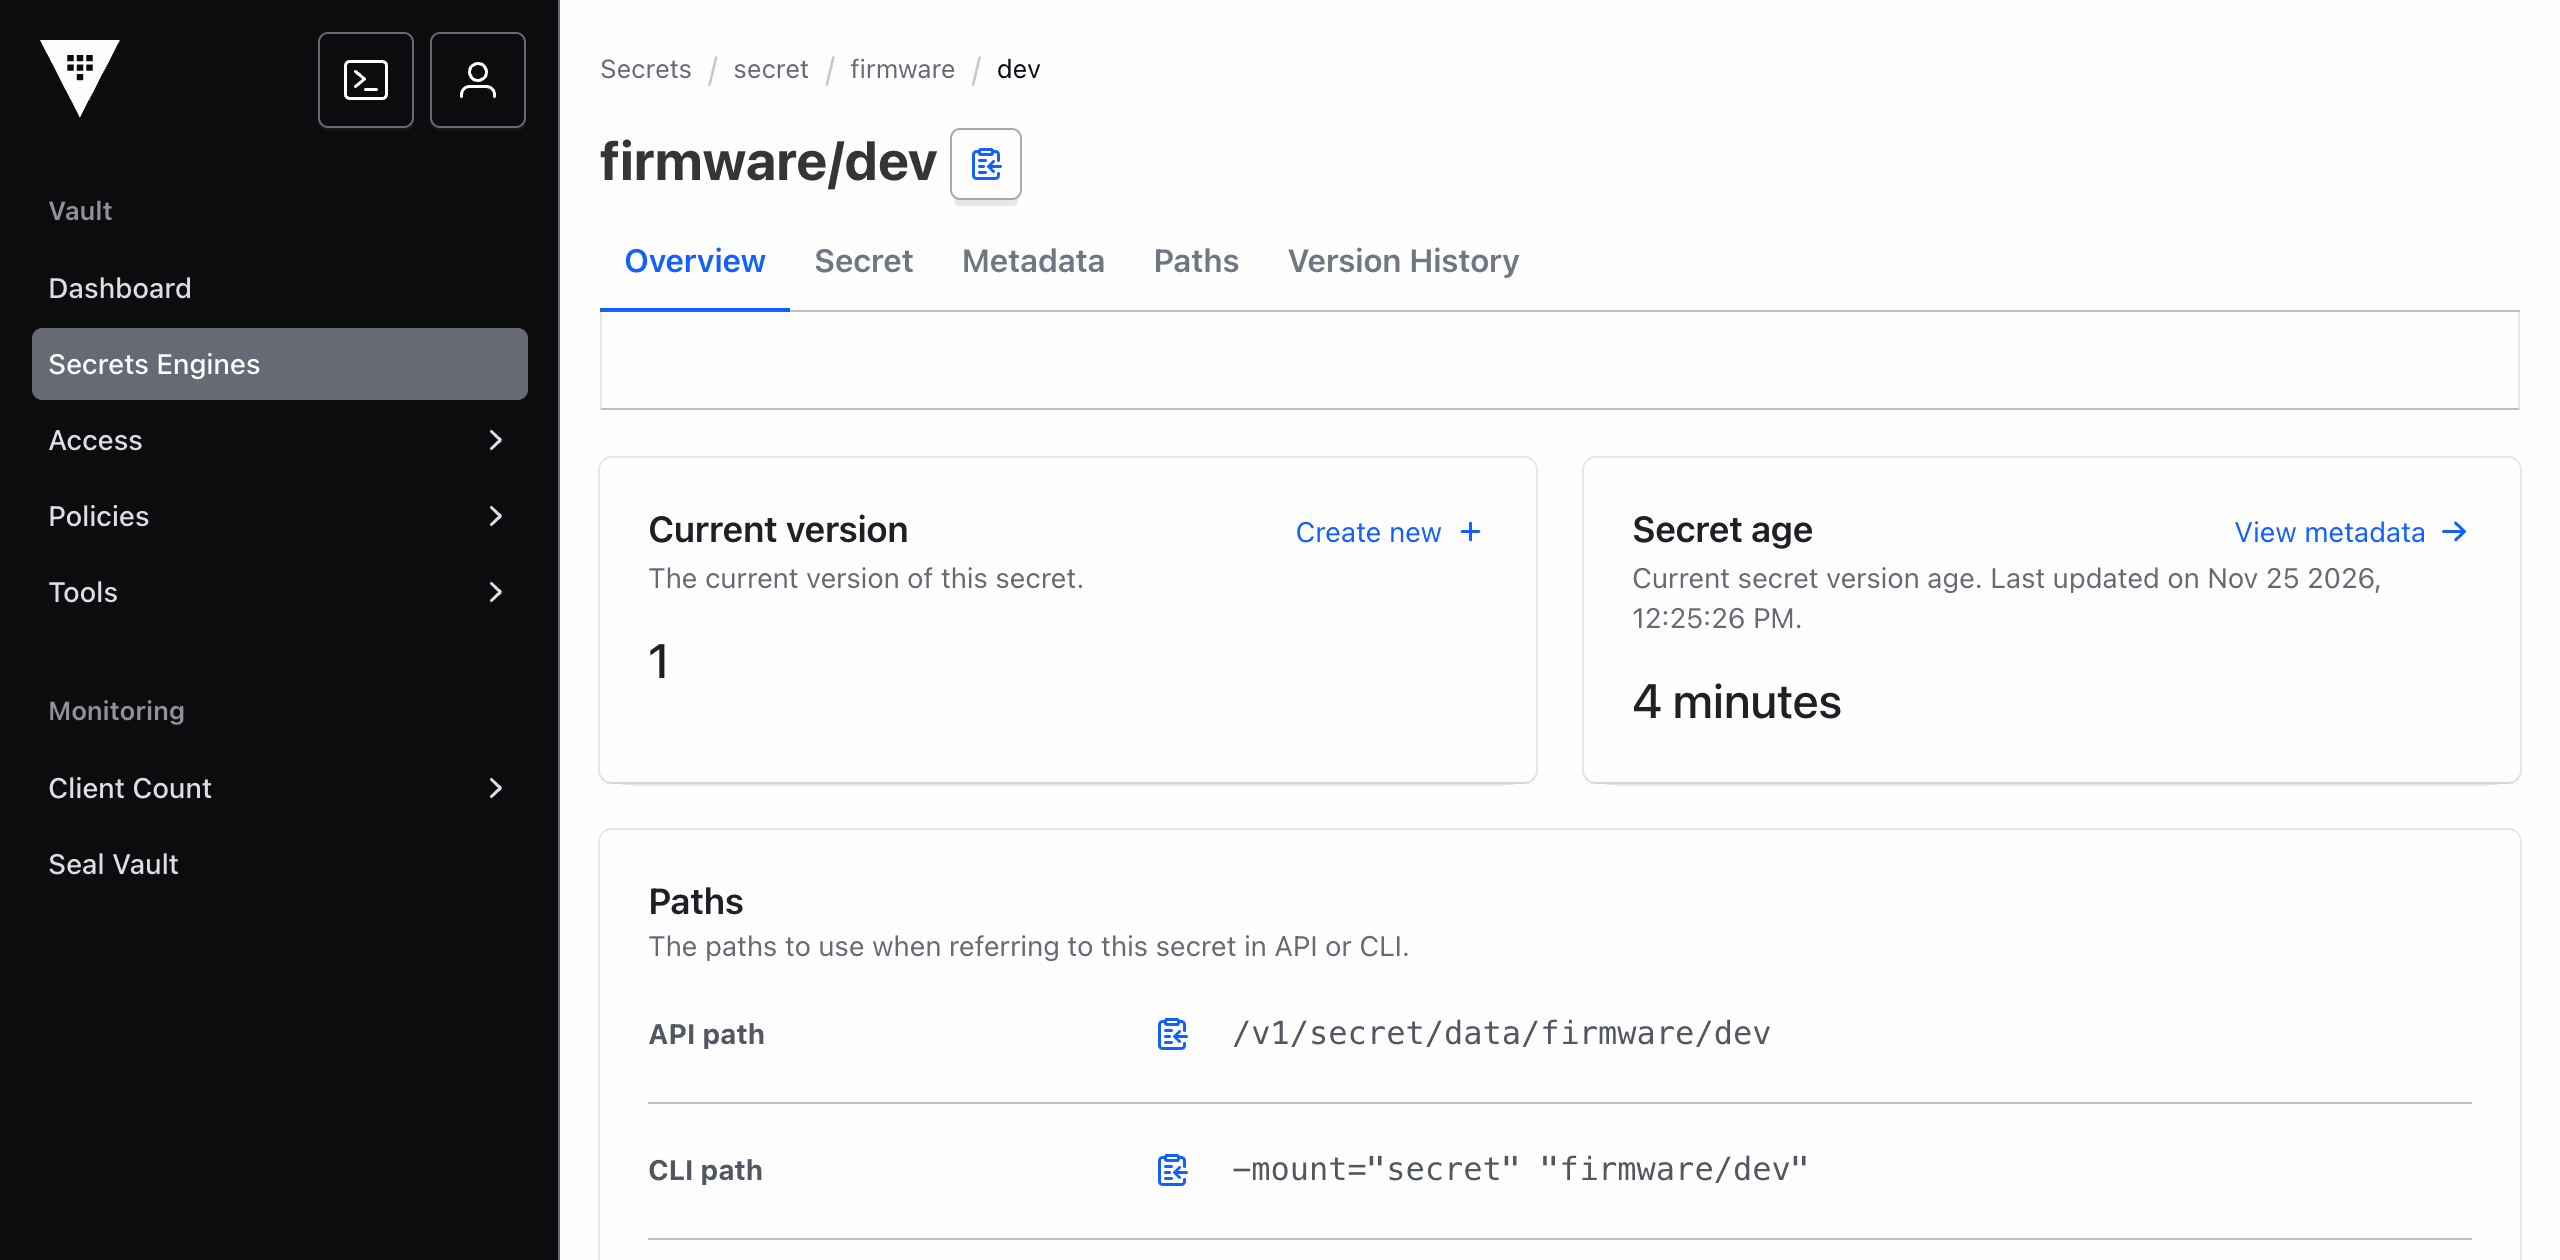 Vault
Dashboard
Secrets Engines
Access
Policies
Tools
Monitoring
Client Count
Seal Vault
Secrets / secret / firmware / dev
firmware/dev
Overview Secret Metadata Paths Version History
Current version
Create new +
The current version of this secret.
1
Secret age
View metadata →
Current secret version age. Last updated on Nov 25 2026,
12:25:26 PM.
4 minutes
Paths
The paths to use when referring to this secret in API or CLI.
API path /v1/secret/data/firmware/dev
CLI path -mount="secret" "firmware/dev"